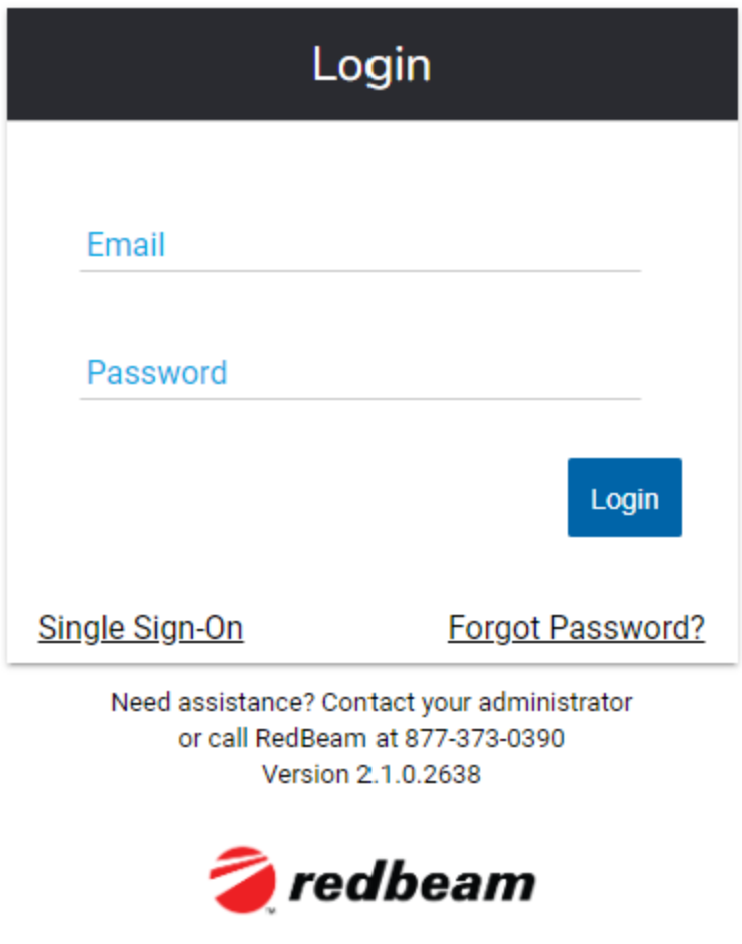 Login
Email
Password
Login
Single Sign-On Forgot Password?
Need assistance? Contact your administrator
or call RedBeam at 877-373-0390
Version 2.1.0.2638
redbeam